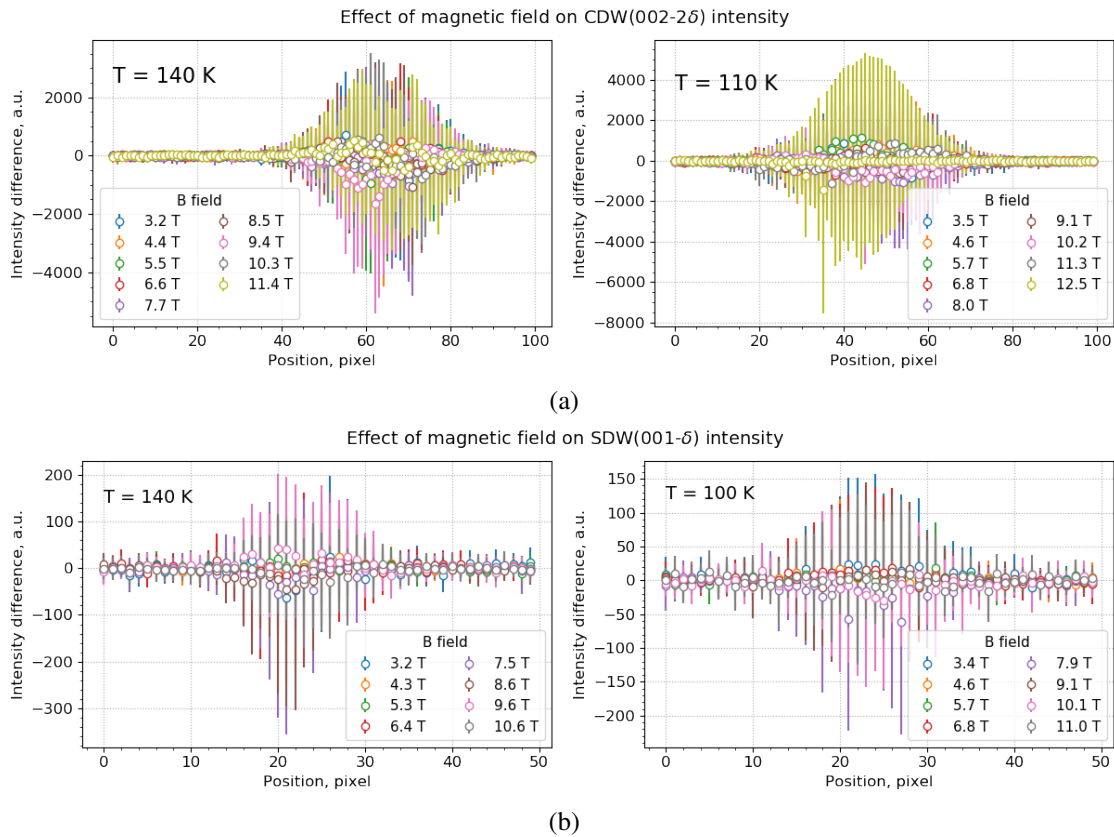 Effect of magnetic field on CDW(002-2δ) intensity
Intensity difference, a.u.
2000
0
−2000
−4000
T = 140 K
B field
3.2 T 8.5 T
4.4 T 9.4 T
5.5 T 10.3 T
6.6 T 11.4 T
7.7 T
0 20 40 60 80 100
Position, pixel
Intensity difference, a.u.
4000
2000
0
−2000
−4000
−6000
−8000
T = 110 K
B field
3.5 T 9.1 T
4.6 T 10.2 T
5.7 T 11.3 T
6.8 T 12.5 T
8.0 T
0 20 40 60 80 100
Position, pixel
(a)
Effect of magnetic field on SDW(001-δ) intensity
Intensity difference, a.u.
200
100
0
−100
−200
−300
T = 140 K
B field
3.2 T 7.5 T
4.3 T 8.6 T
5.3 T 9.6 T
6.4 T 10.6 T
0 10 20 30 40 50
Position, pixel
Intensity difference, a.u.
150
100
50
0
−50
−100
−150
−200
T = 100 K
B field
3.4 T 7.9 T
4.6 T 9.1 T
5.7 T 10.1 T
6.8 T 11.0 T
0 10 20 30 40 50
Position, pixel
(b)